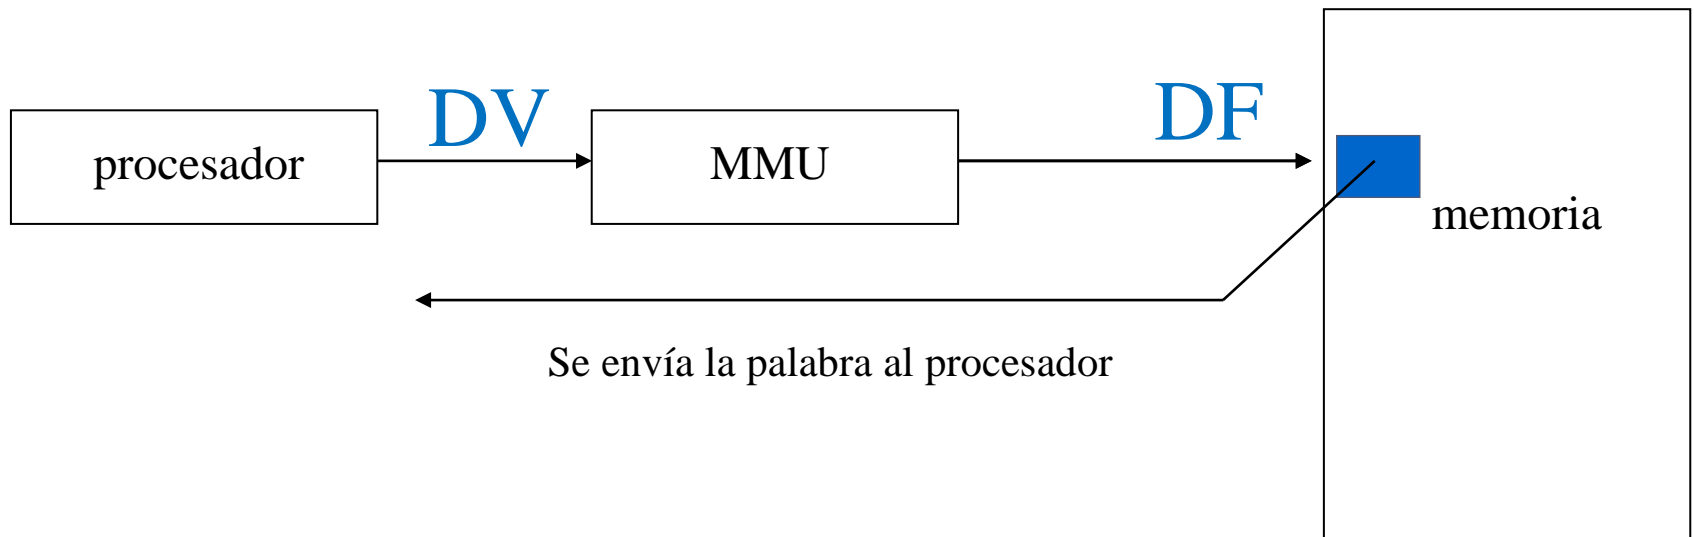 DV
DF
procesador
MMU
memoria
Se envía la palabra al procesador